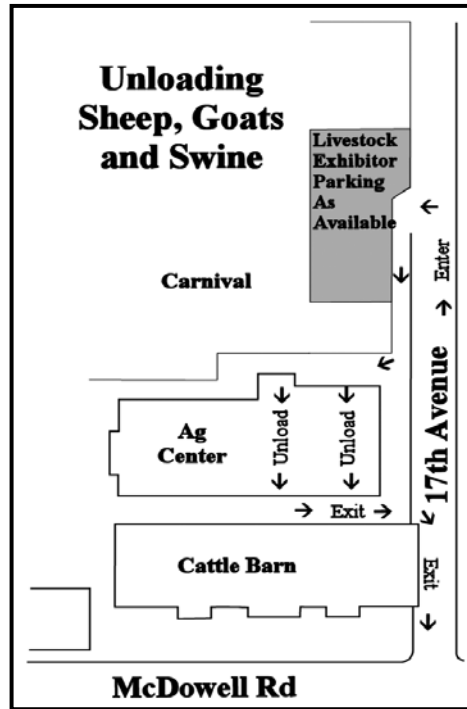 Unloading
Sheep, Goats
and Swine
Livestock
Exhibitor
Parking
As
Available
Enter
Carnival
17th Avenue
Ag
Center
Unload
Unload
Exit
Cattle Barn
Exit
McDowell Rd